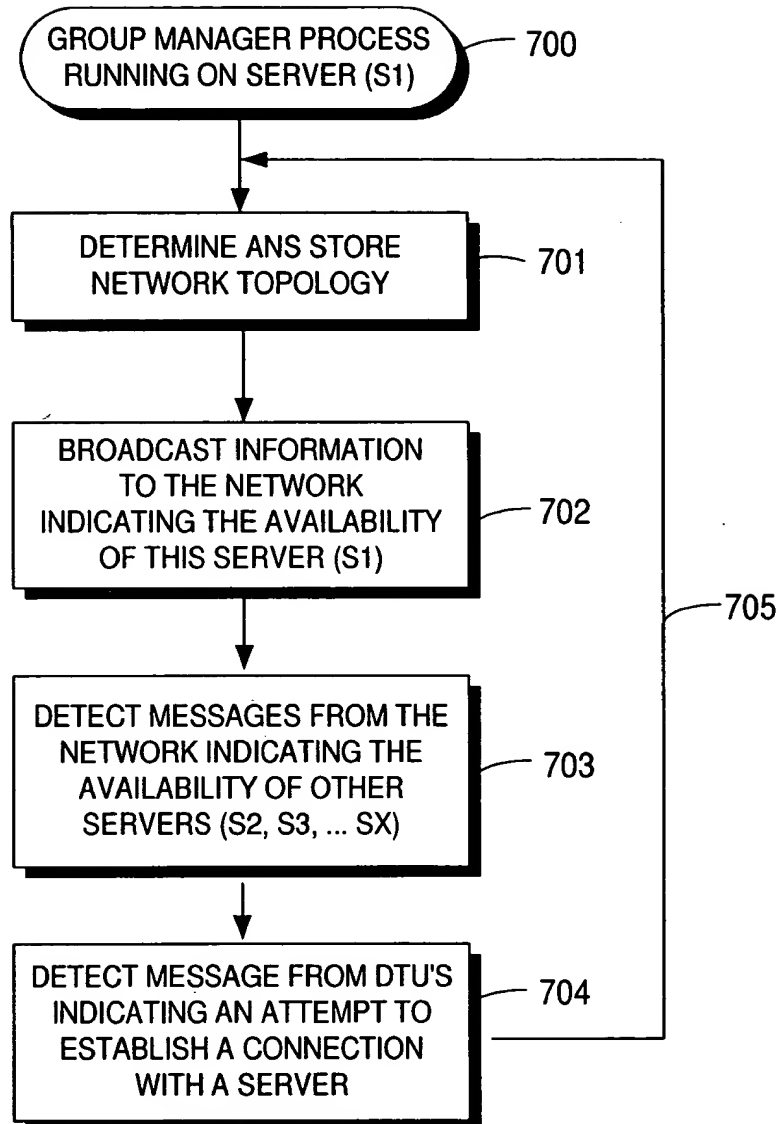 GROUP MANAGER PROCESS
RUNNING ON SERVER (S1)
700
DETERMINE ANS STORE
NETWORK TOPOLOGY
701
BROADCAST INFORMATION
TO THE NETWORK
INDICATING THE AVAILABILITY
OF THIS SERVER (S1)
702
705
DETECT MESSAGES FROM THE
NETWORK INDICATING THE
AVAILABILITY OF OTHER
SERVERS (S2, S3, ... SX)
703
DETECT MESSAGE FROM DTU'S
INDICATING AN ATTEMPT TO
ESTABLISH A CONNECTION
WITH A SERVER
704